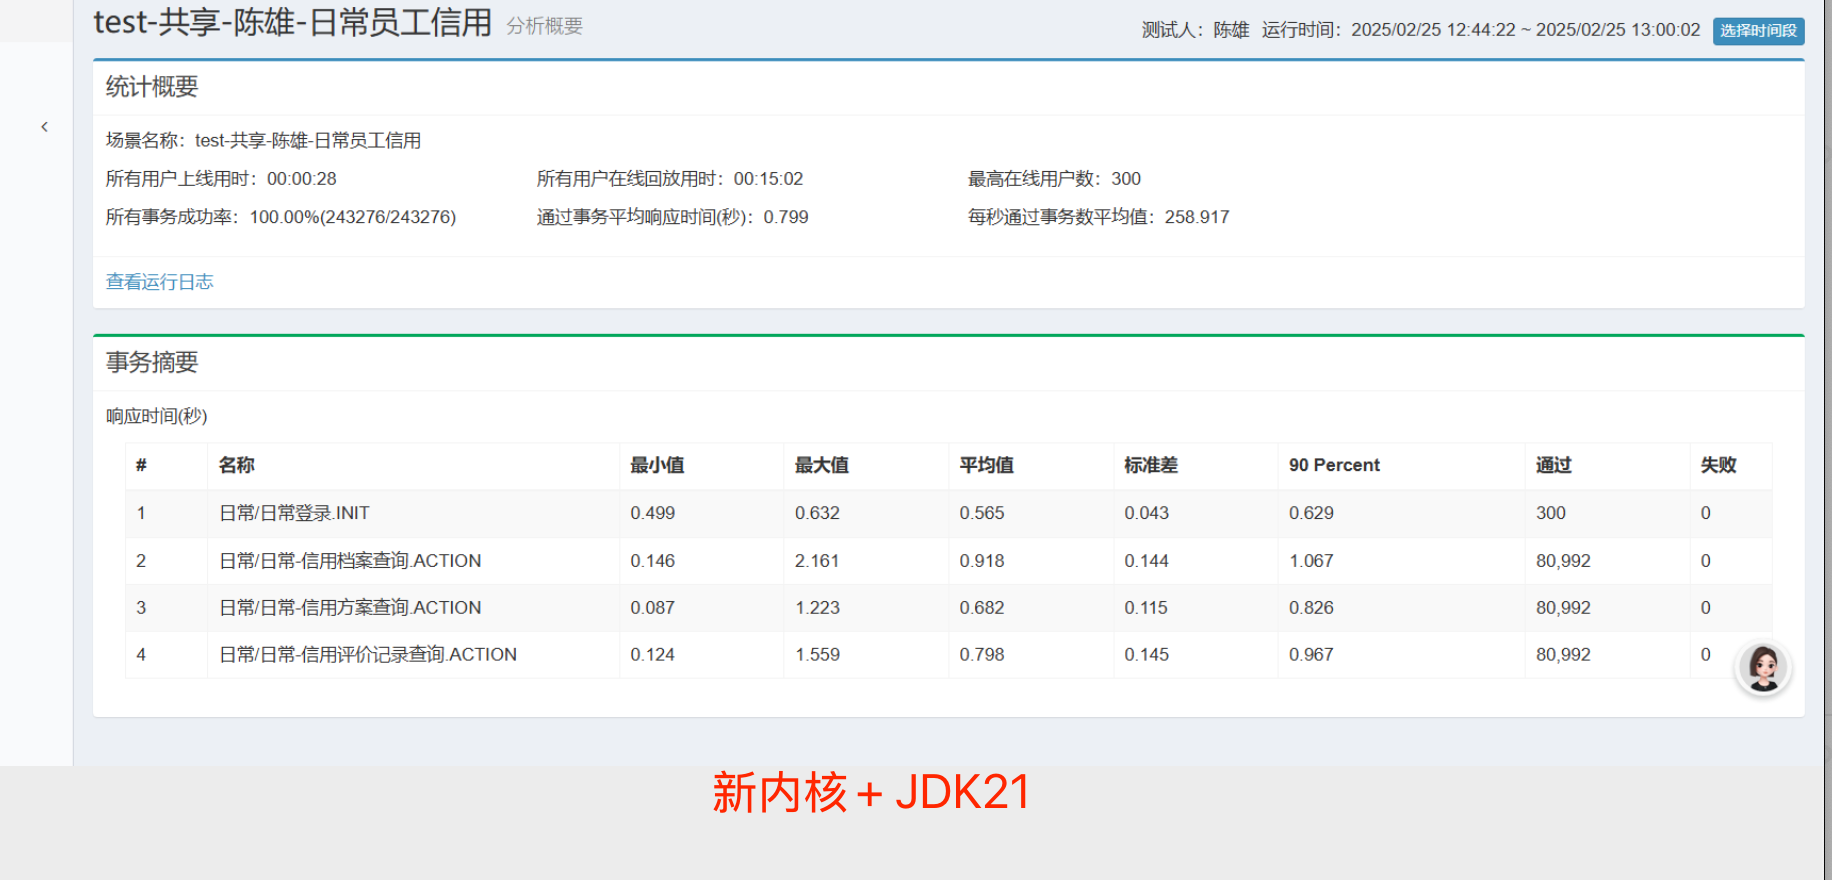 test-共享-陈雄-日常员工信用 分析概要
测试人：陈雄 运行时间：2025/02/25 12:44:22 ~ 2025/02/25 13:00:02 选择时间段
统计概要
场景名称：test-共享-陈雄-日常员工信用
所有用户上线用时：00:00:28 所有用户在线回放用时：00:15:02 最高在线用户数：300
所有事务成功率：100.00%(243276/243276) 通过事务平均响应时间(秒)：0.799 每秒通过事务数平均值：258.917
查看运行日志
事务摘要
响应时间(秒)
# 名称 最小值 最大值 平均值 标准差 90 Percent 通过 失败
1 日常/日常登录.INIT 0.499 0.632 0.565 0.043 0.629 300 0
2 日常/日常-信用档案查询.ACTION 0.146 2.161 0.918 0.144 1.067 80,992 0
3 日常/日常-信用方案查询.ACTION 0.087 1.223 0.682 0.115 0.826 80,992 0
4 日常/日常-信用评价记录查询.ACTION 0.124 1.559 0.798 0.145 0.967 80,992 0
新内核 + JDK21